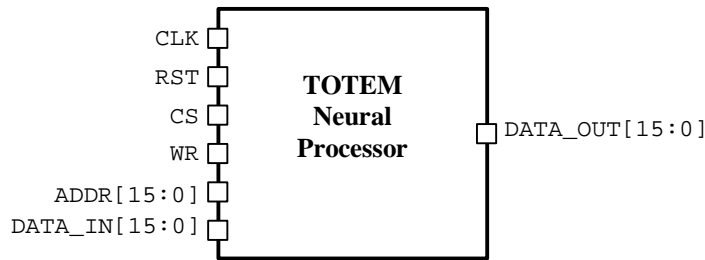 CLK
RST
CS
WR
ADDR[15:0]
DATA_IN[15:0]
TOTEM
Neural
Processor
DATA_OUT[15:0]